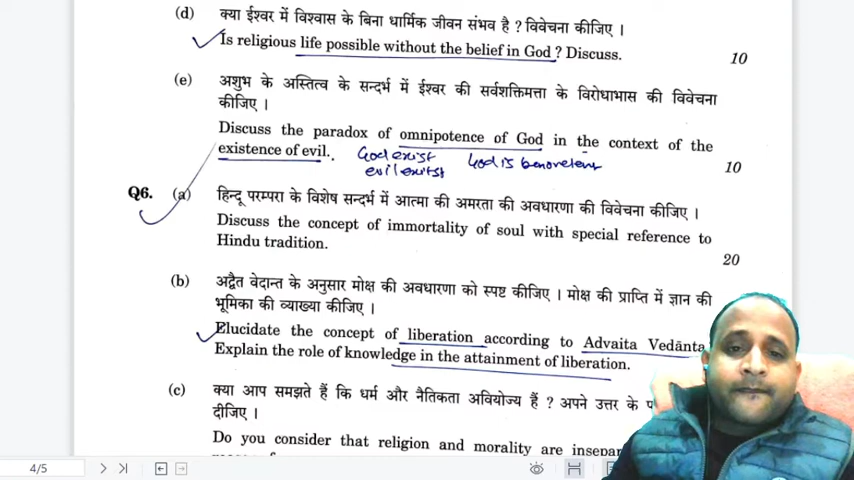 (d) क्या ईश्वर में विश्वास के बिना धार्मिक जीवन संभव है ? विवेचना कीजिए ।
Is religious life possible without the belief in God ? Discuss.
10
(e) अशुभ के अस्तित्व के सन्दर्भ में ईश्वर की सर्वशक्तिमत्ता के विरोधाभास की विवेचना
कीजिए ।
Discuss the paradox of omnipotence of God in the context of the
existence of evil.
God exist God is
evil exitst
10
Q6. (a) हिन्दू परम्परा के विशेष सन्दर्भ में आत्मा की अमरता की अवधारणा की विवेचना कीजिए ।
Discuss the concept of immortality of soul with special reference to
Hindu tradition.
20
(b) अद्वैत वेदान्त के अनुसार मोक्ष की अवधारणा को स्पष्ट कीजिए । मोक्ष की प्राप्ति में ज्ञान की
भूमिका की व्याख्या कीजिए ।
Elucidate the concept of liberation according to Advaita Vedānta.
Explain the role of knowledge in the attainment of liberation.
(c) क्या आप समझते हैं कि धर्म और नैतिकता अवियोज्य हैं ? अपने उत्तर के
दीजिए ।
Do you consider that religion and morality are
4/5